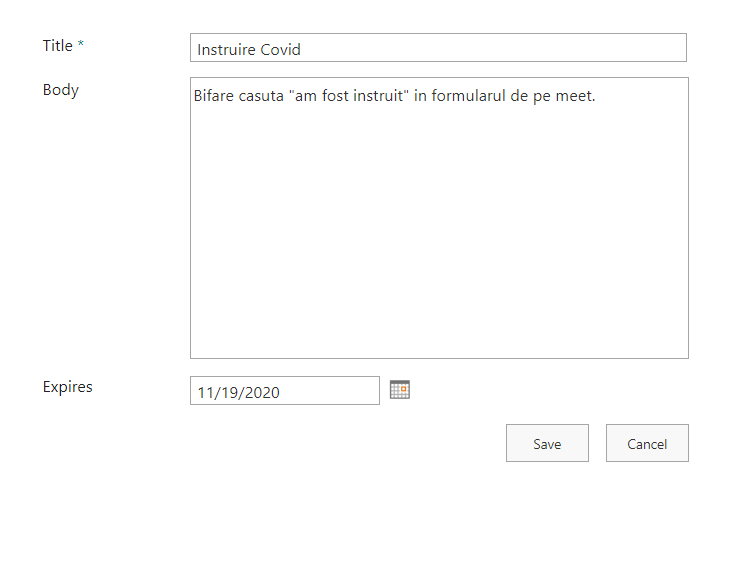 Title *
Instruire Covid
Body
Bifare casuta "am fost instruit" in formularul de pe meet.
Expires
11/19/2020
Save
Cancel